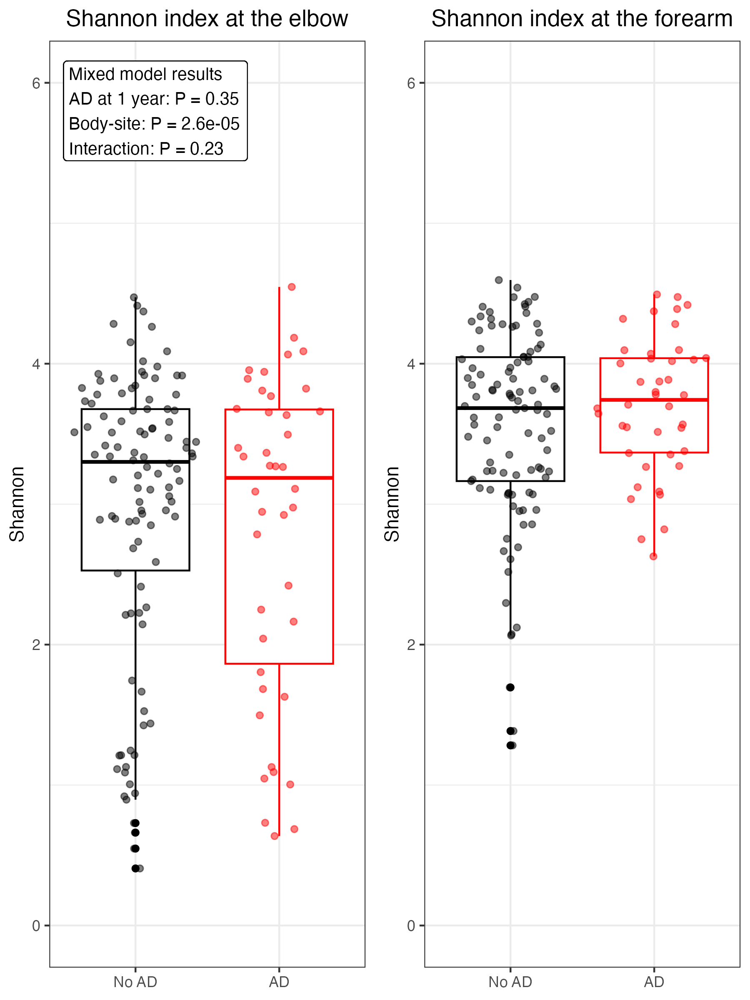 Shannon index at the elbow
Mixed model results
AD at 1 year: P = 0.35
Body-site: P = 2.6e-05
Interaction: P = 0.23
Shannon
6
4
2
0
No AD
AD
Shannon index at the forearm
Shannon
6
4
2
0
No AD
AD